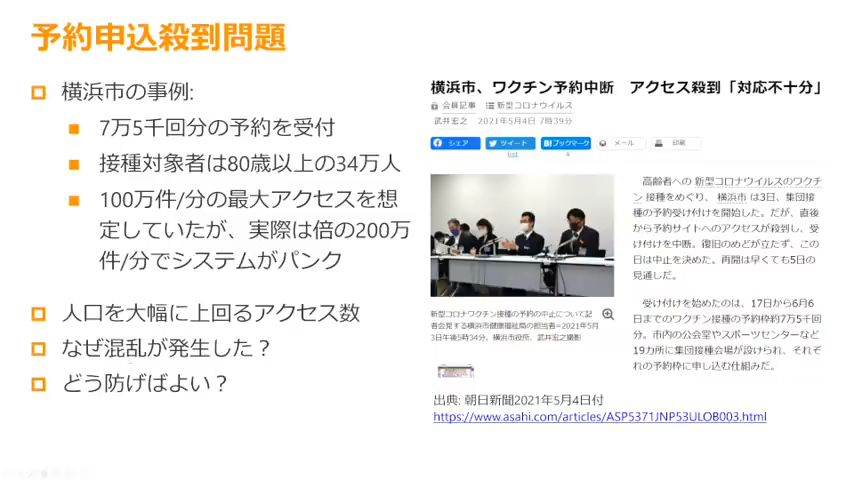 予約申込殺到問題
横浜市の事例:
7万5千回分の予約を受付
接種対象者は80歳以上の34万人
100万件/分の最大アクセスを想
定していたが、実際は倍の200万
件/分でシステムがパンク
人口を大幅に上回るアクセス数
なぜ混乱が発生した？
どう防げばよい？
横浜市、ワクチン予約中断　アクセス殺到「対応不十分」
会員記事 新型コロナウイルス
武井宏之 2021年5月4日 7時39分
シェア ツイート ブックマーク メール 印刷
list 4
高齢者への 新型コロナウイルスのワクチ
ン 接種をめぐり、 横浜市 は3日、集団接
種の予約受け付けを開始した。だが、直後
から予約サイトへのアクセスが殺到し、受
け付けを中断。復旧のめどが立たず、この
日は中止を決めた。再開は早くても5日の
見通しだ。
受け付けを始めたのは、17日から6月6
日までのワクチン接種の予約枠約7万5千回
分。市内の公会堂やスポーツセンターなど
19カ所に集団接種会場が設けられ、それぞ
れの予約枠に申し込む仕組みだ。
新型コロナワクチン接種の予約の中止について記
者会見する横浜市健康福祉局の担当者=2021年5月
3日午後5時34分、横浜市役所、武井宏之撮影
出典: 朝日新聞2021年5月4日付
https://www.asahi.com/articles/ASP5371JNP53ULOB003.html